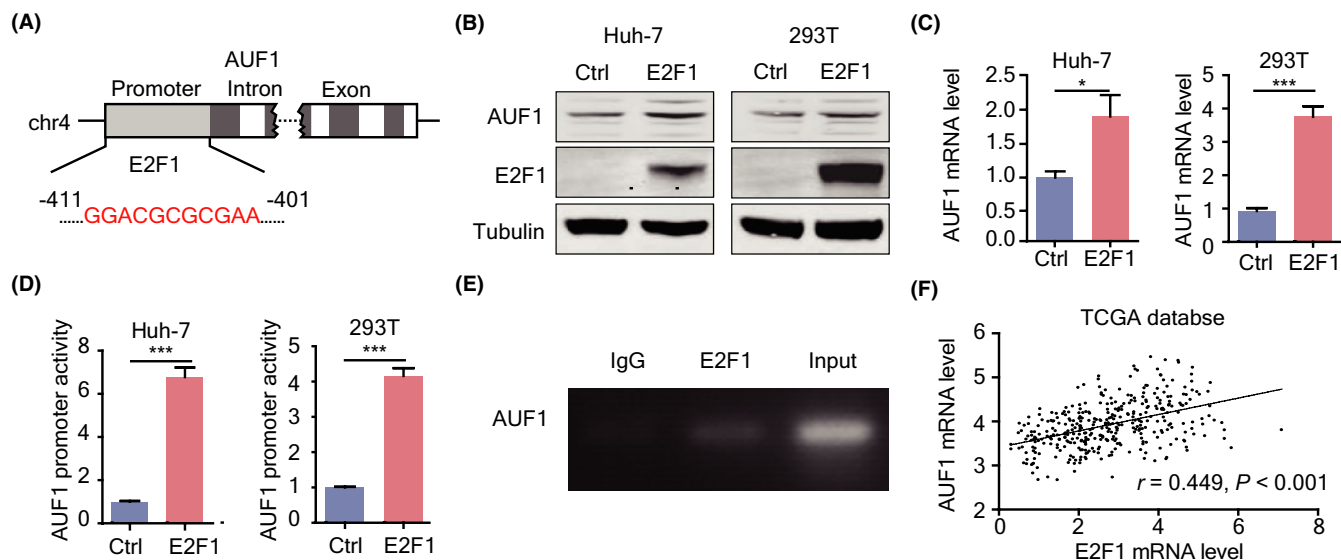 (A)
AUF1
Promoter Intron Exon
chr4
E2F1
-411 -401
......GGACGCGCGAA......
(B)
Huh-7 293T
Ctrl E2F1 Ctrl E2F1
AUF1
E2F1
Tubulin
(C)
Huh-7
AUF1 mRNA level
2.5
2.0
1.5
1.0
0.5
0.0
*
Ctrl E2F1
293T
AUF1 mRNA level
5
4
3
2
1
0
***
Ctrl E2F1
(D)
Huh-7
AUF1 promoter activity
8
6
4
2
0
***
Ctrl E2F1
293T
AUF1 promoter activity
5
4
3
2
1
0
***
Ctrl E2F1
(E)
IgG E2F1 Input
AUF1
(F)
TCGA databse
AUF1 mRNA level
6
5
4
3
2
r = 0.449, P < 0.001
0 2 4 6 8
E2F1 mRNA level